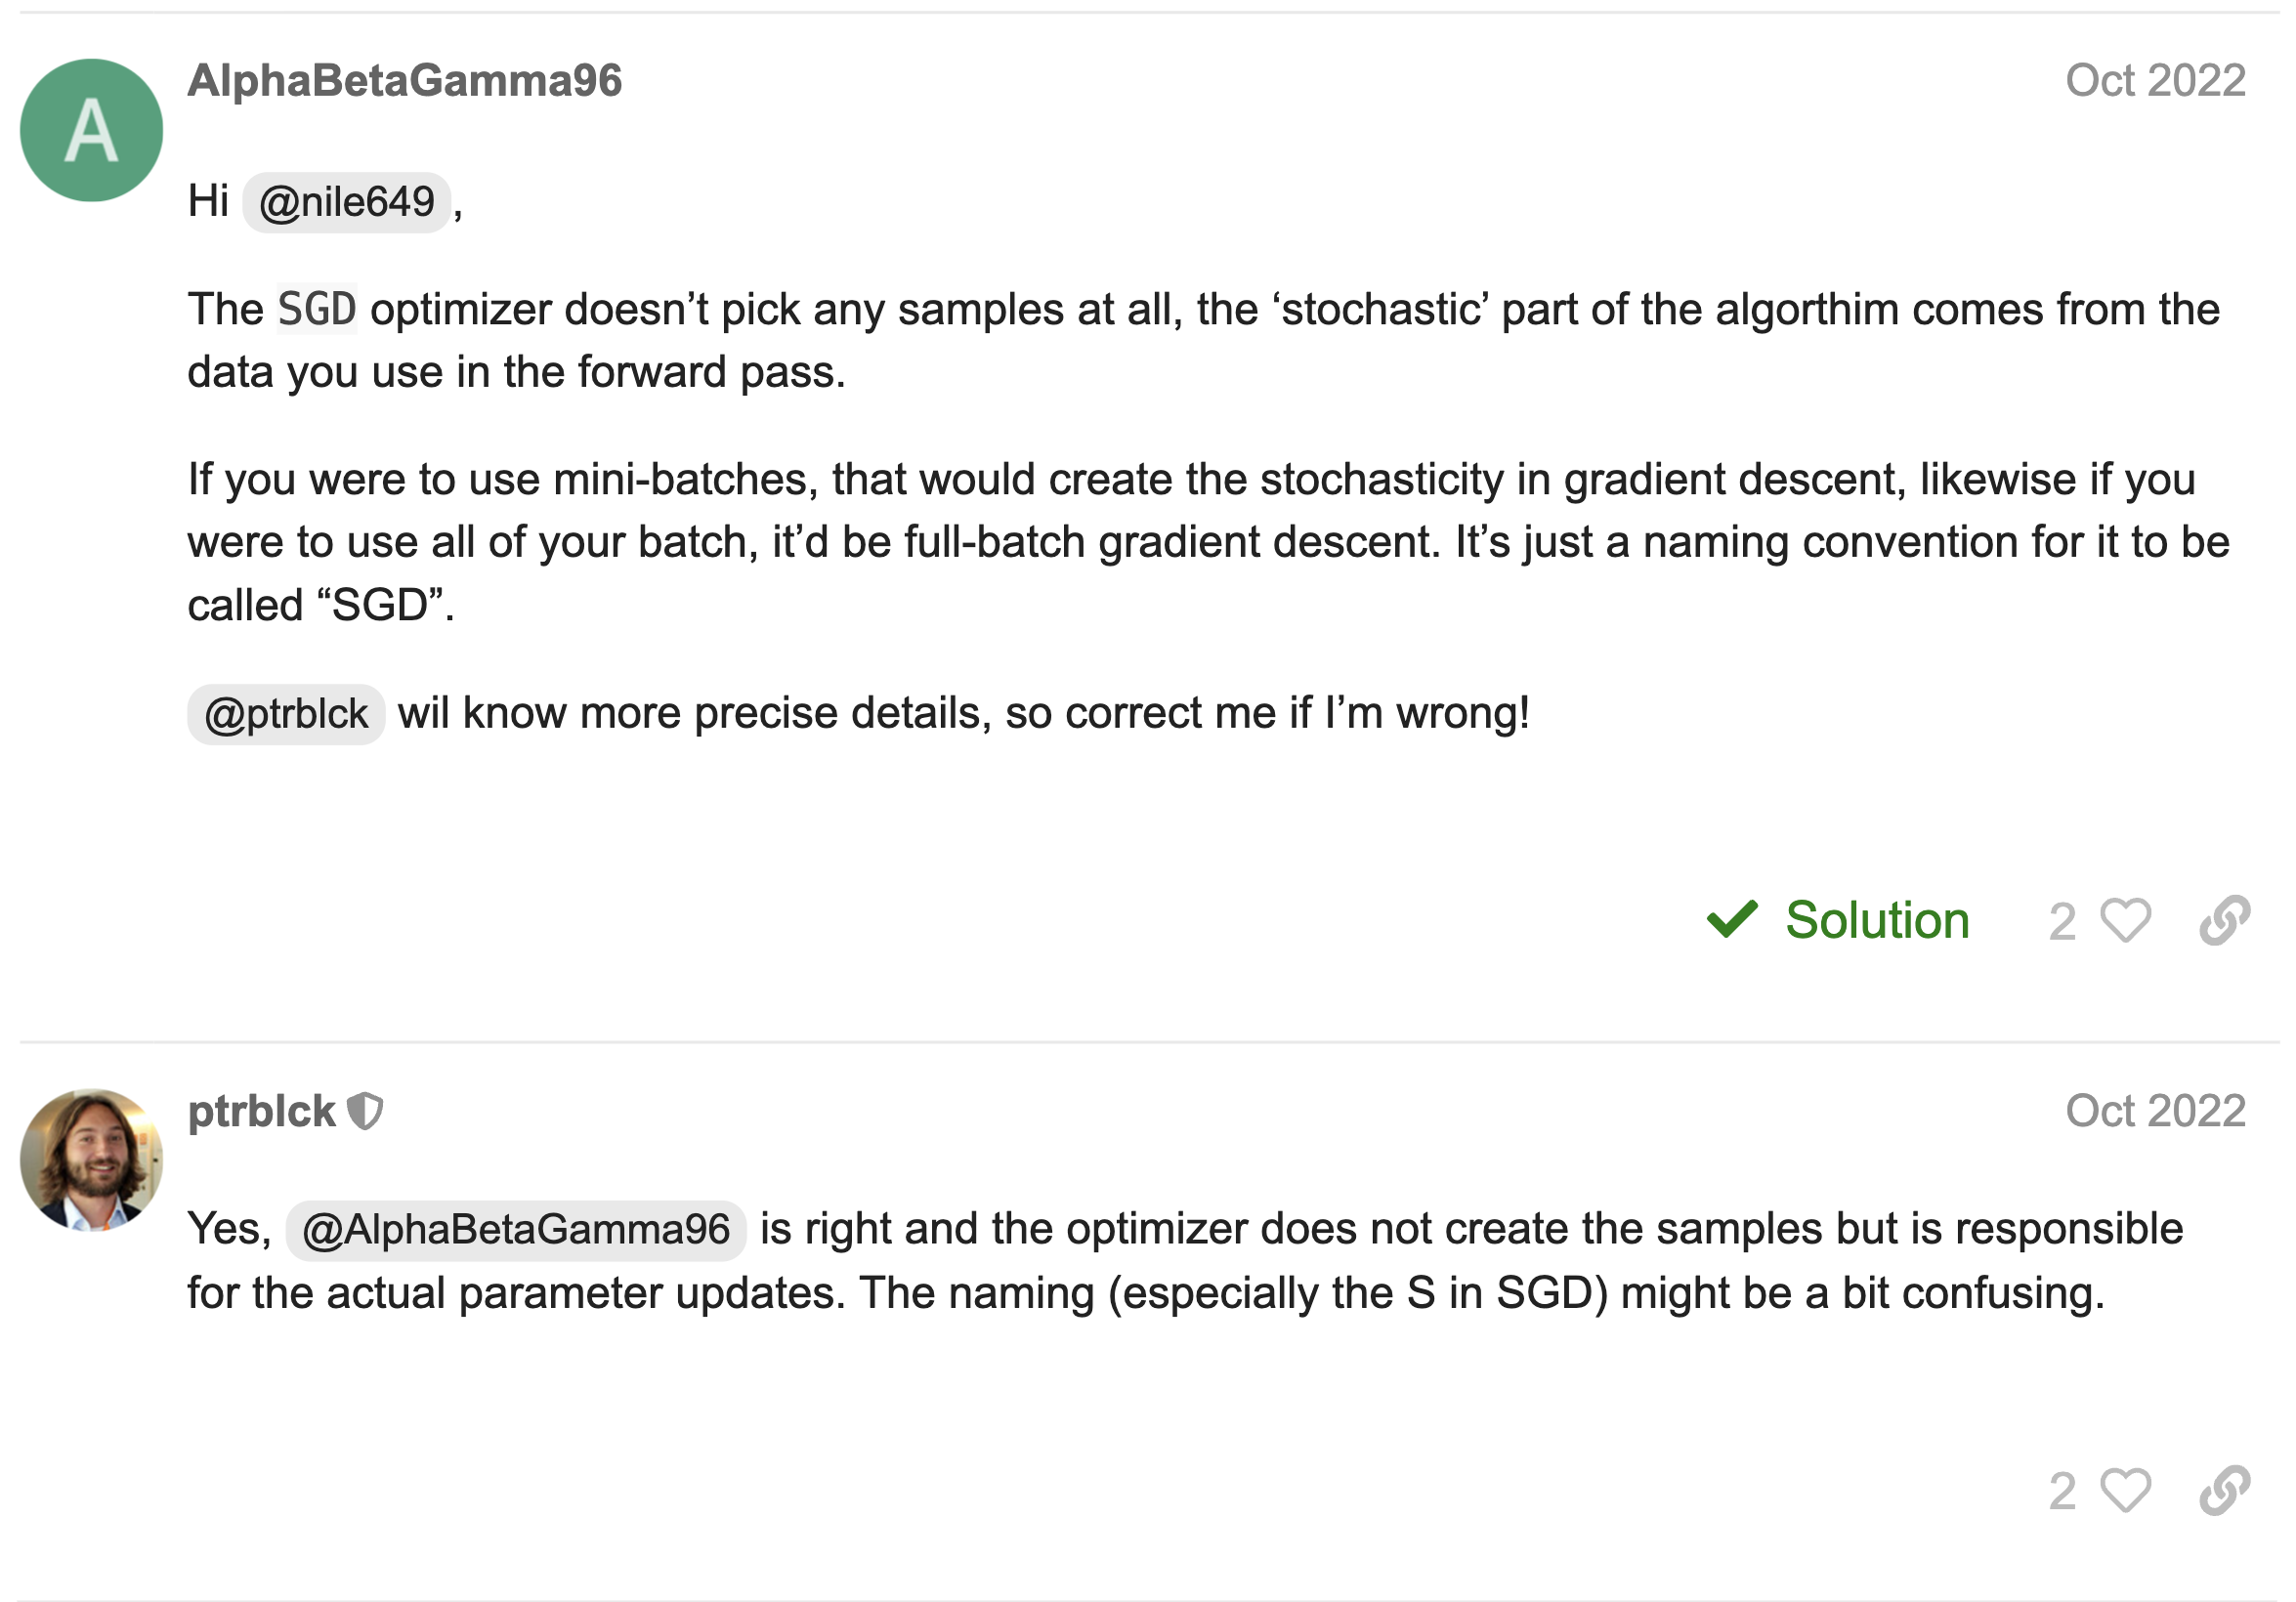 AlphaBetaGamma96
Oct 2022
Hi @nile649,
The SGD optimizer doesn’t pick any samples at all, the ‘stochastic’ part of the algorthim comes from the
data you use in the forward pass.
If you were to use mini-batches, that would create the stochasticity in gradient descent, likewise if you
were to use all of your batch, it’d be full-batch gradient descent. It’s just a naming convention for it to be
called “SGD”.
@ptrblck wil know more precise details, so correct me if I’m wrong!
Solution 2
ptrblck
Oct 2022
Yes, @AlphaBetaGamma96 is right and the optimizer does not create the samples but is responsible
for the actual parameter updates. The naming (especially the S in SGD) might be a bit confusing.
2
A